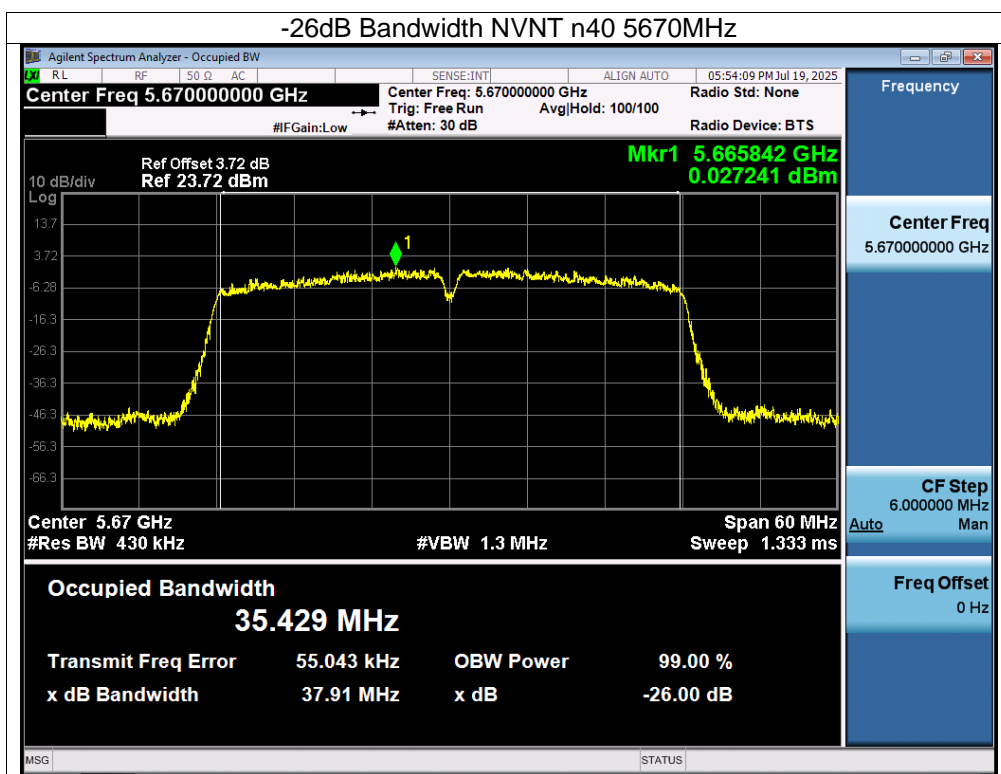 -26dB Bandwidth NVNT n40 5670MHz
Agilent Spectrum Analyzer - Occupied BW
LXI RL RF 50 Ω AC SENSE:INT ALIGN AUTO 05:54:09 PM Jul 19, 2025
Center Freq 5.670000000 GHz
Center Freq: 5.670000000 GHz
Radio Std: None
Trig: Free Run Avg|Hold: 100/100
#IFGain:Low #Atten: 30 dB Radio Device: BTS
Ref Offset 3.72 dB
Mkr1 5.665842 GHz
10 dB/div Ref 23.72 dBm
0.027241 dBm
Log
13.7
3.72
-6.28
-16.3
-26.3
-36.3
-46.3
-56.3
-66.3
1
Center 5.67 GHz Span 60 MHz
#Res BW 430 kHz #VBW 1.3 MHz Sweep 1.333 ms
Occupied Bandwidth
35.429 MHz
Transmit Freq Error 55.043 kHz OBW Power 99.00 %
x dB Bandwidth 37.91 MHz x dB -26.00 dB
MSG STATUS
Frequency
Center Freq
5.670000000 GHz
CF Step
6.000000 MHz
Auto Man
Freq Offset
0 Hz